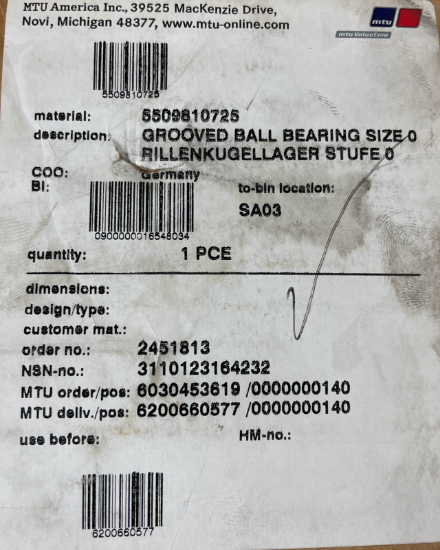 MTU America Inc., 39525 MacKenzie Drive,
Novi, Michigan 48377, www.mtu-online.com
mtu
mtu ValueCare
5509810725
material: 5509810725
description: GROOVED BALL BEARING SIZE 0
RILLENKUGELLAGER STUFE 0
COO: Germany
BI: to-bin location:
SA03
0900000016548034
quantity: 1 PCE
dimensions:
design/type:
customer mat.:
order no.: 2451813
NSN-no.: 3110123164232
MTU order/pos: 6030453619 /0000000140
MTU deliv./pos: 6200660577 /0000000140
use before: HM-no.:
6200660577